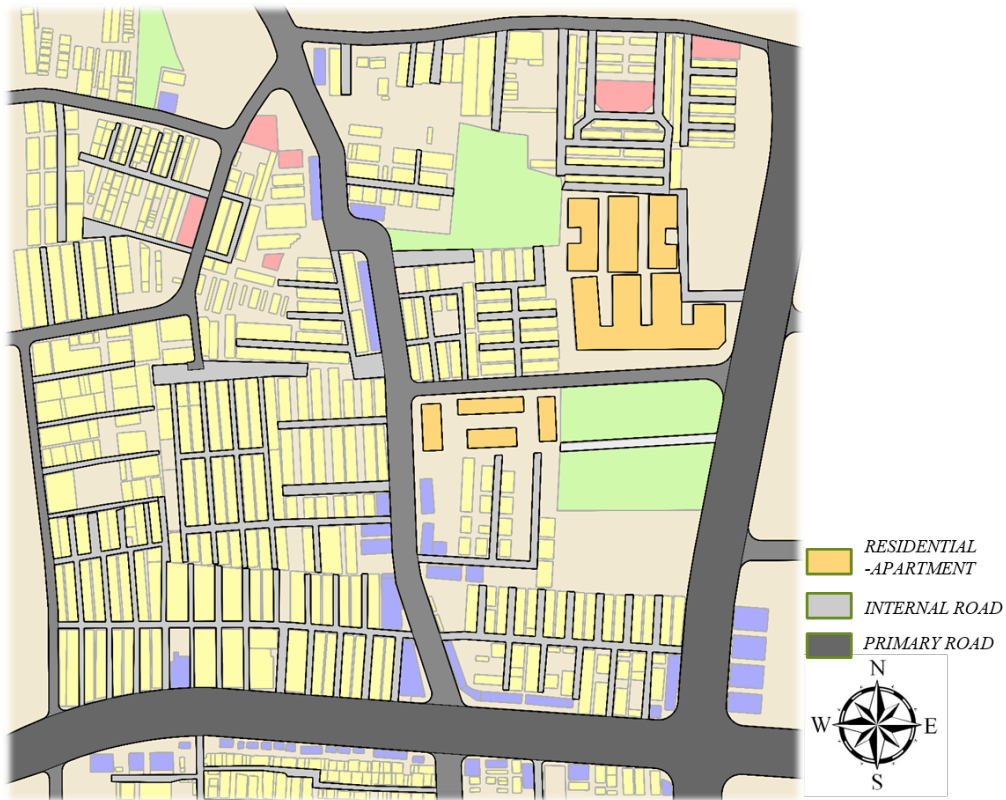 RESIDENTIAL
-APARTMENT
INTERNAL ROAD
PRIMARY ROAD
N
W
E
S